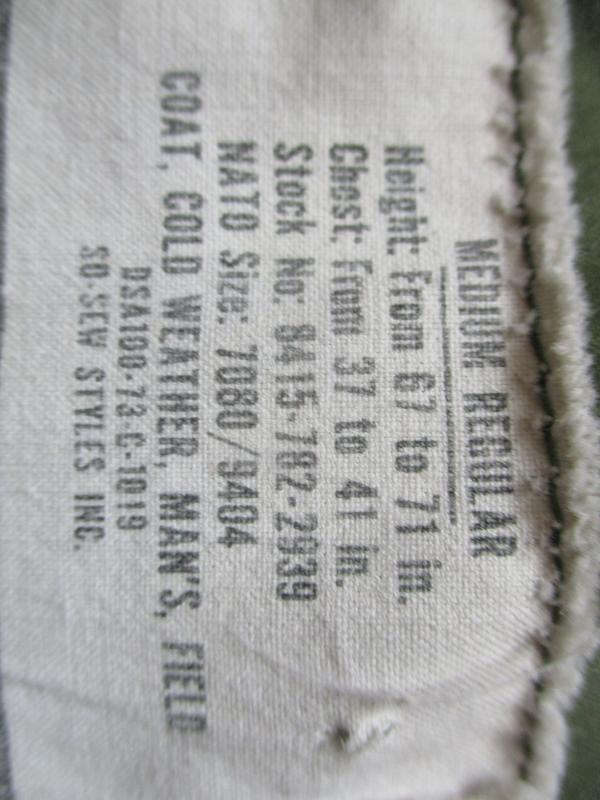 MEDIUM REGULAR
Height: From 67 to 71 in.
Chest: From 37 to 41 in.
Stock No: 8415-782-2939
NATO Size: 7080/9404
COAT, COLD WEATHER, MAN'S, FIELD
DSA100-73-C-1019
SO-SEW STYLES INC.